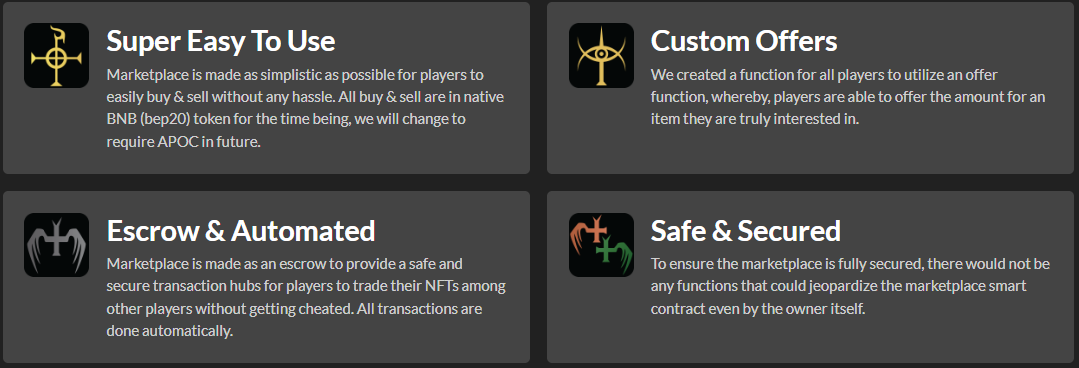 Super Easy To Use
Marketplace is made as simplistic as possible for players to
easily buy & sell without any hassle. All buy & sell are in native
BNB (bep20) token for the time being, we will change to
require APOC in future.
Custom Offers
We created a function for all players to utilize an offer
function, whereby, players are able to offer the amount for an
item they are truly interested in.
Escrow & Automated
Marketplace is made as an escrow to provide a safe and
secure transaction hubs for players to trade their NFTs among
other players without getting cheated. All transactions are
done automatically.
Safe & Secured
To ensure the marketplace is fully secured, there would not be
any functions that could jeopardize the marketplace smart
contract even by the owner itself.